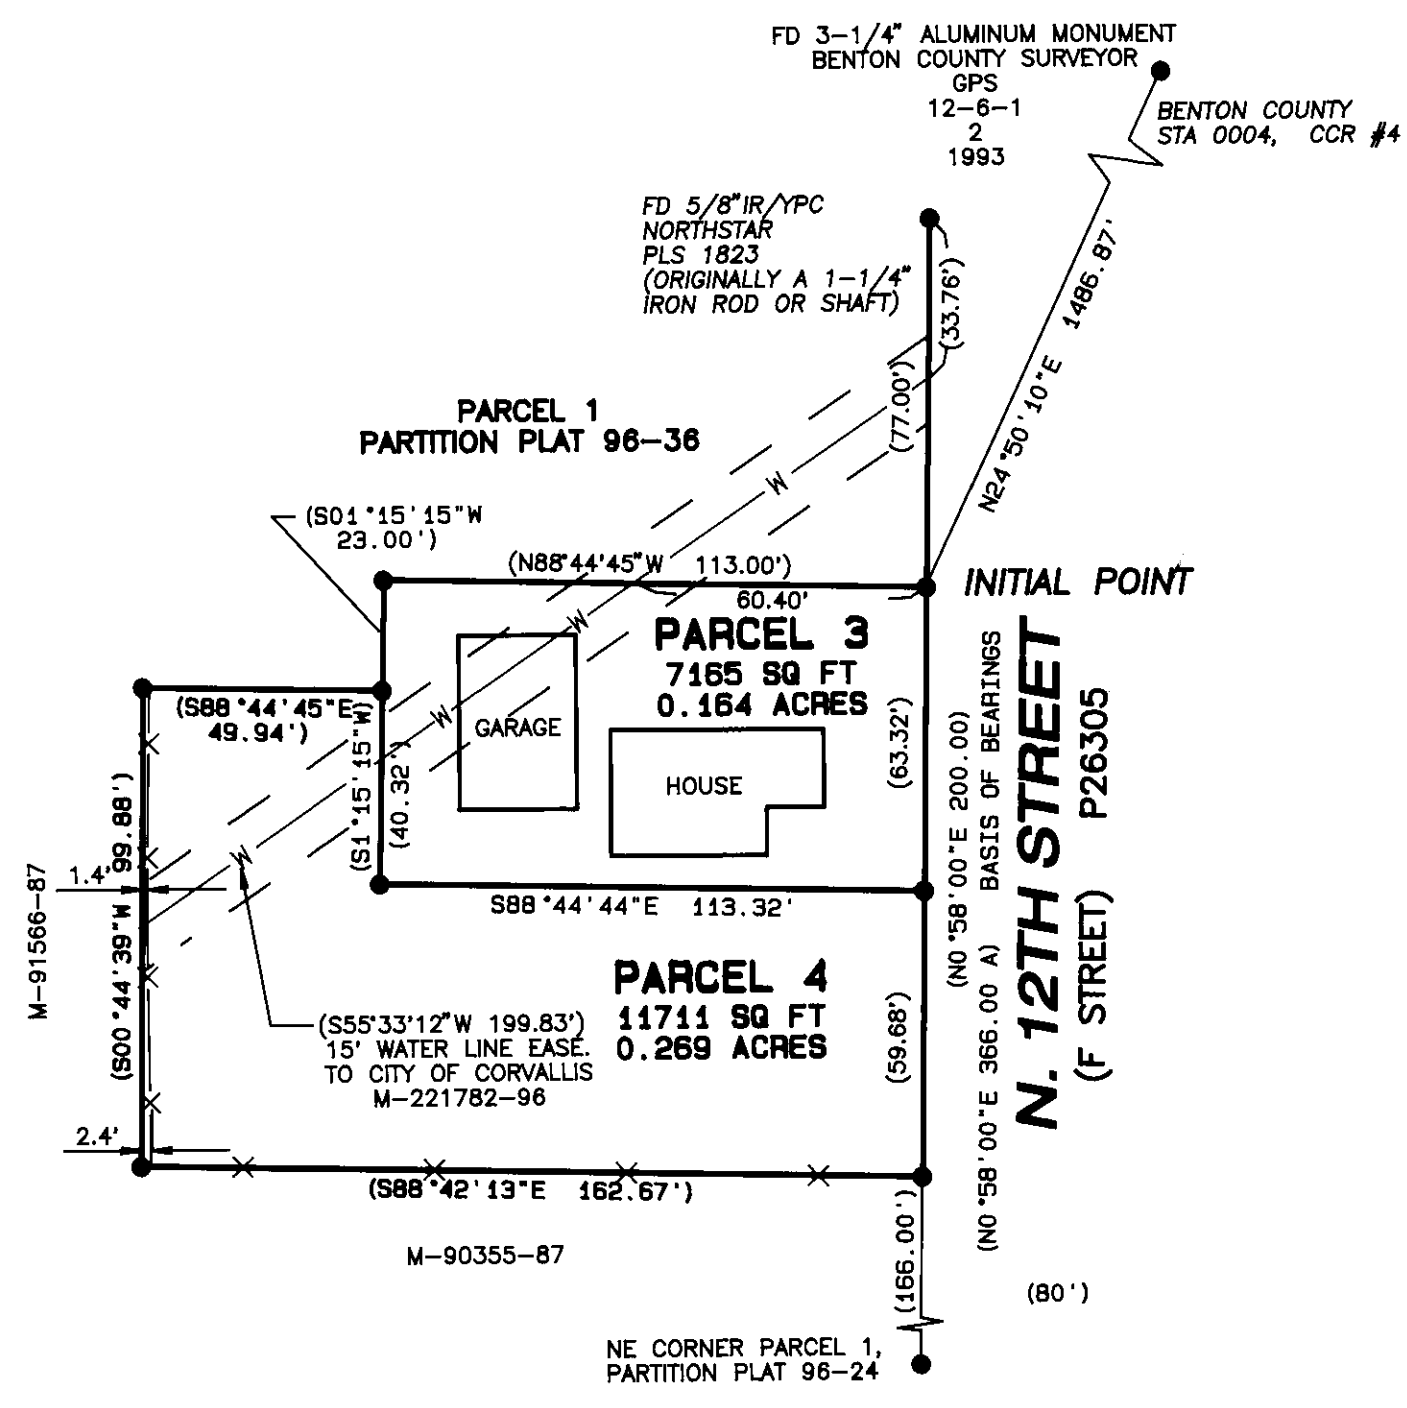 FD 3-1/4" ALUMINUM MONUMENT
BENTON COUNTY SURVEYOR
GPS
12-6-1
2
1993
BENTON COUNTY
STA 0004, CCR #4
FD 5/8"IR/YPC
NORTHSTAR
PLS 1823
(ORIGINALLY A 1-1/4"
IRON ROD OR SHAFT)
(33.76')
N24°50'10"E 1486.87'
(77.00')
PARCEL 1
PARTITION PLAT 96-36
W
(S01°15'15"W
23.00')
(N88°44'45"W 113.00')
60.40'
INITIAL POINT
W
PARCEL 3
7165 SQ FT
0.164 ACRES
(S88°44'45"E
49.94')
W
GARAGE
HOUSE
(S1°15'15"W)
(40.32')
(63.32')
(N0°58'00"E 200.00)
(N0°58'00"E 366.00 A) BASIS OF BEARINGS
N. 12TH STREET
(F STREET) P26305
(S00°44'39"W 99.88')
W
M-91566-87
1.4'
S88°44'44"E 113.32'
PARCEL 4
11711 SQ FT
0.269 ACRES
(59.68')
(S55°33'12"W 199.83')
15' WATER LINE EASE.
TO CITY OF CORVALLIS
M-221782-96
2.4'
(S88°42'13"E 162.67')
(166.00')
M-90355-87
(80')
NE CORNER PARCEL 1,
PARTITION PLAT 96-24